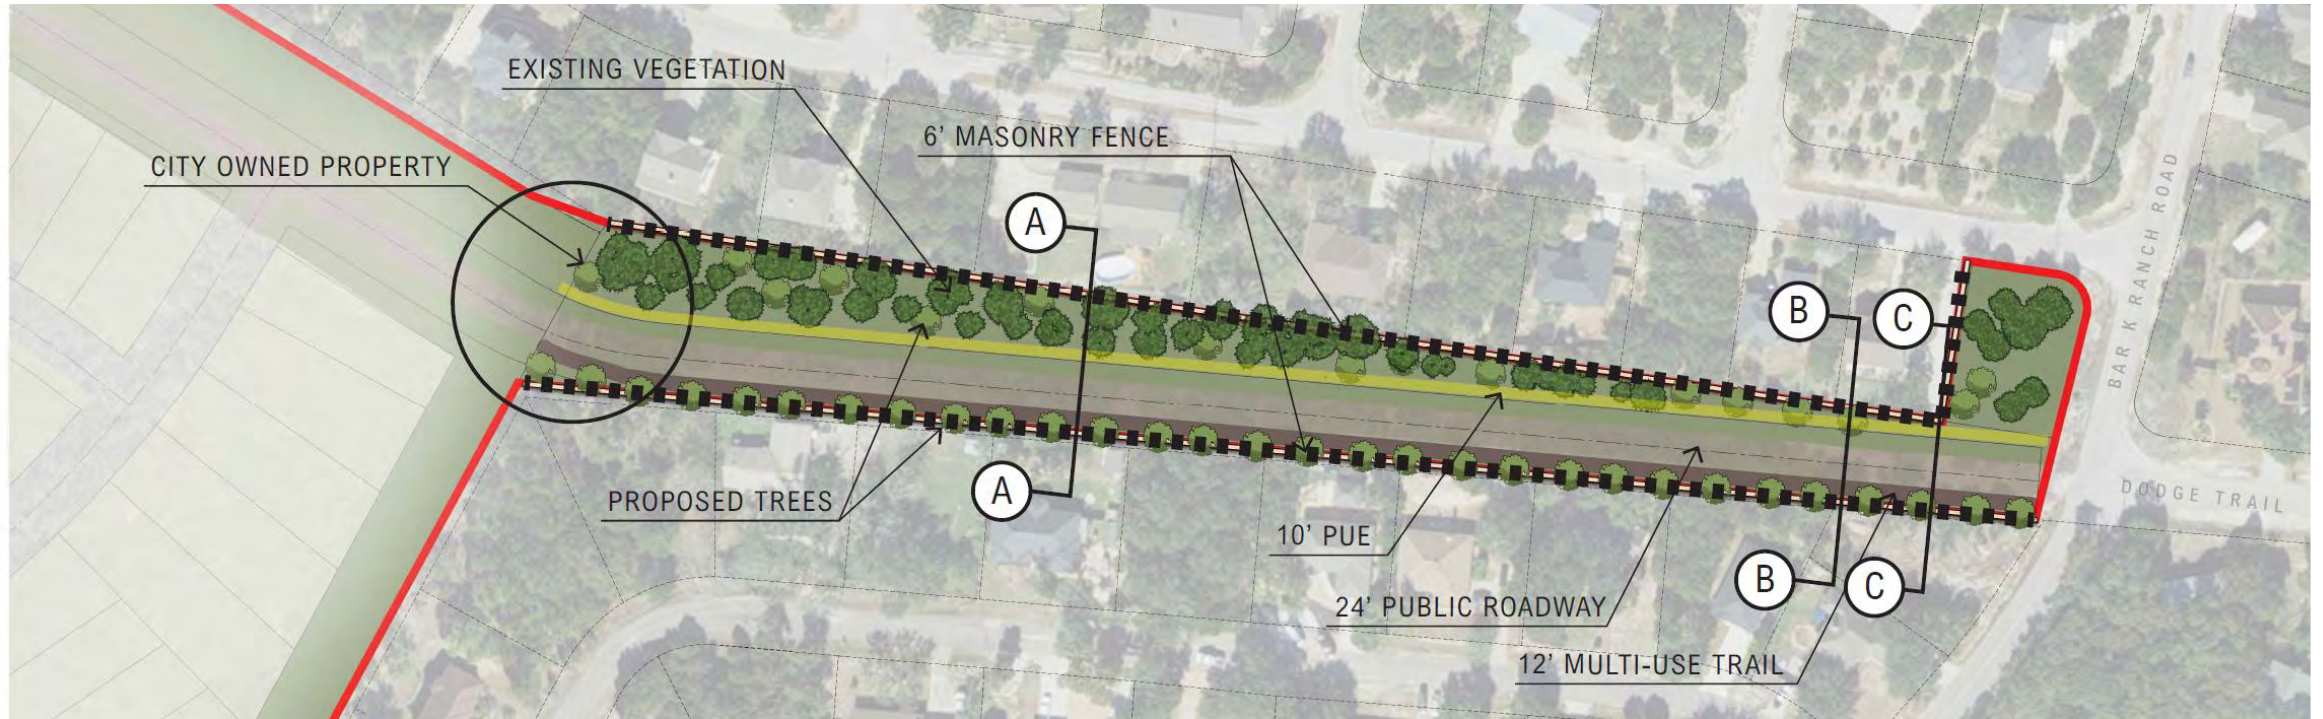 EXISTING VEGETATION
6' MASONRY FENCE
CITY OWNED PROPERTY
A
B
C
BAR K RANCH ROAD
A
PROPOSED TREES
DODGE TRAIL
10' PUE
B
C
24' PUBLIC ROADWAY
12' MULTI-USE TRAIL